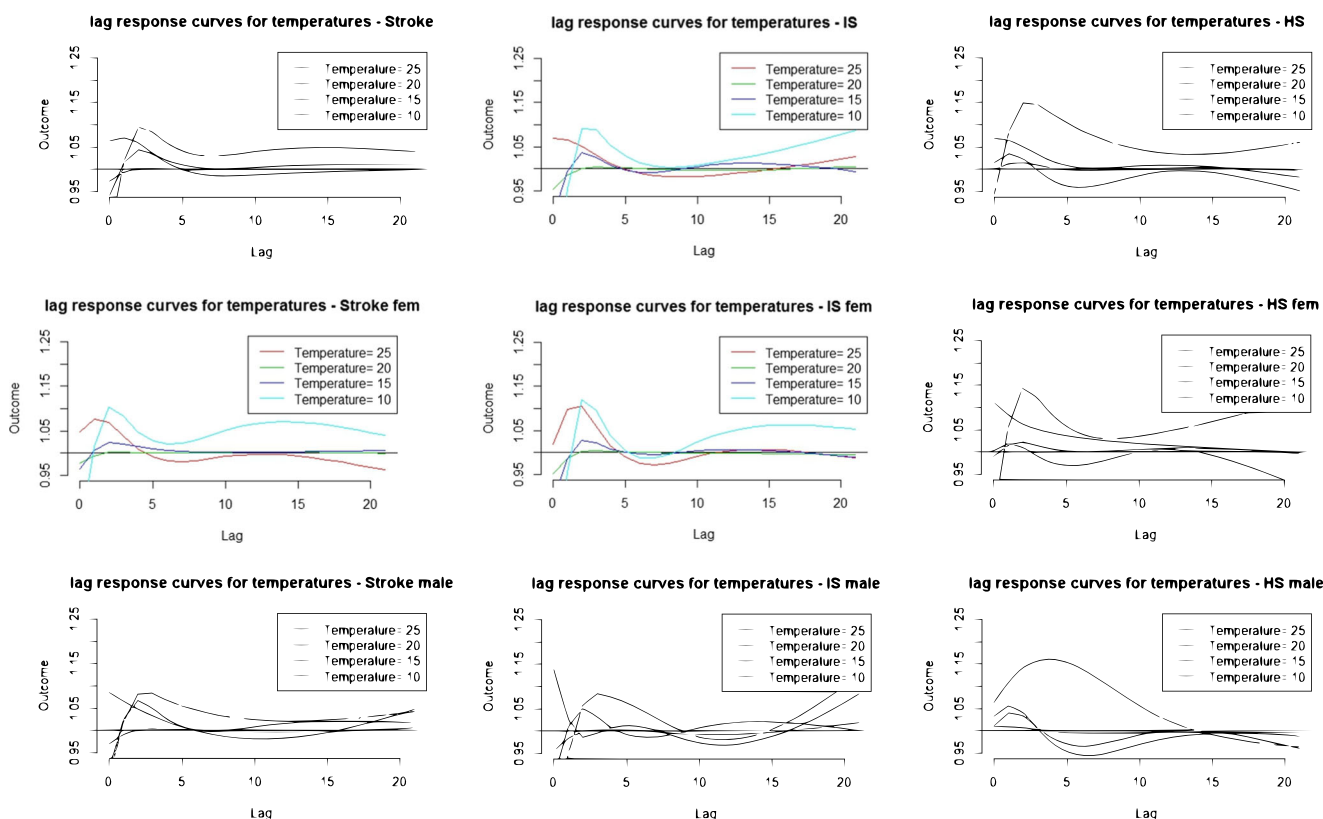 lag response curves for temperatures - Stroke
Outcome
1.25
1.15
1.05
0.95
Temperature= 25
Temperature= 20
Temperature= 15
Temperature= 10
0 5 10 15 20
Lag
lag response curves for temperatures - IS
Outcome
1.25
1.15
1.05
0.95
Temperature= 25
Temperature= 20
Temperature= 15
Temperature= 10
0 5 10 15 20
Lag
lag response curves for temperatures - HS
Outcome
1.25
1.15
1.05
0.95
Temperature= 25
Temperature= 20
Temperature= 15
Temperature= 10
0 5 10 15 20
Lag
lag response curves for temperatures - Stroke fem
Outcome
1.25
1.15
1.05
0.95
Temperature= 25
Temperature= 20
Temperature= 15
Temperature= 10
0 5 10 15 20
Lag
lag response curves for temperatures - IS fem
Outcome
1.25
1.15
1.05
0.95
Temperature= 25
Temperature= 20
Temperature= 15
Temperature= 10
0 5 10 15 20
Lag
lag response curves for temperatures - HS fem
Outcome
1.25
1.15
1.05
0.95
Temperature= 25
Temperature= 20
Temperature= 15
Temperature= 10
0 5 10 15 20
Lag
lag response curves for temperatures - Stroke male
Outcome
1.25
1.15
1.05
0.95
Temperature= 25
Temperature= 20
Temperature= 15
Temperature= 10
0 5 10 15 20
Lag
lag response curves for temperatures - IS male
Outcome
1.25
1.15
1.05
0.95
Temperature= 25
Temperature= 20
Temperature= 15
Temperature= 10
0 5 10 15 20
Lag
lag response curves for temperatures - HS male
Outcome
1.25
1.15
1.05
0.95
Temperature= 25
Temperature= 20
Temperature= 15
Temperature= 10
0 5 10 15 20
Lag